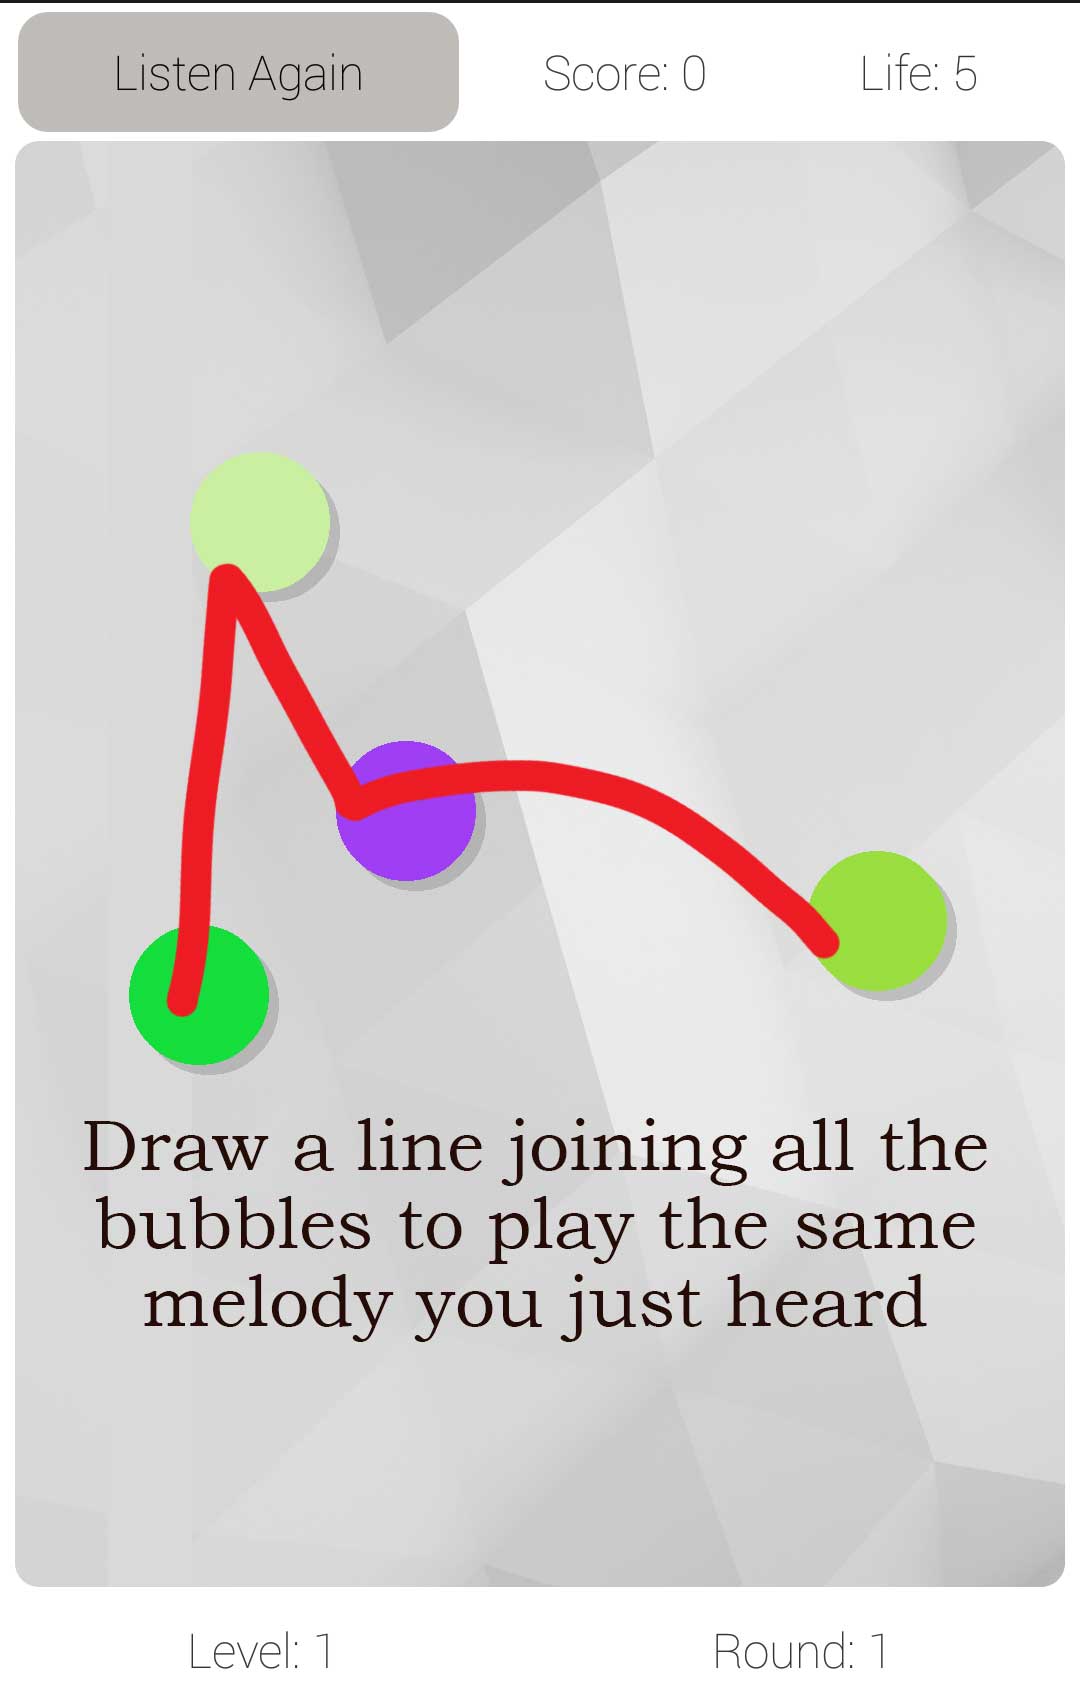 Listen Again Score: 0 Life: 5
Draw a line joining all the
bubbles to play the same
melody you just heard
Level: 1 Round: 1